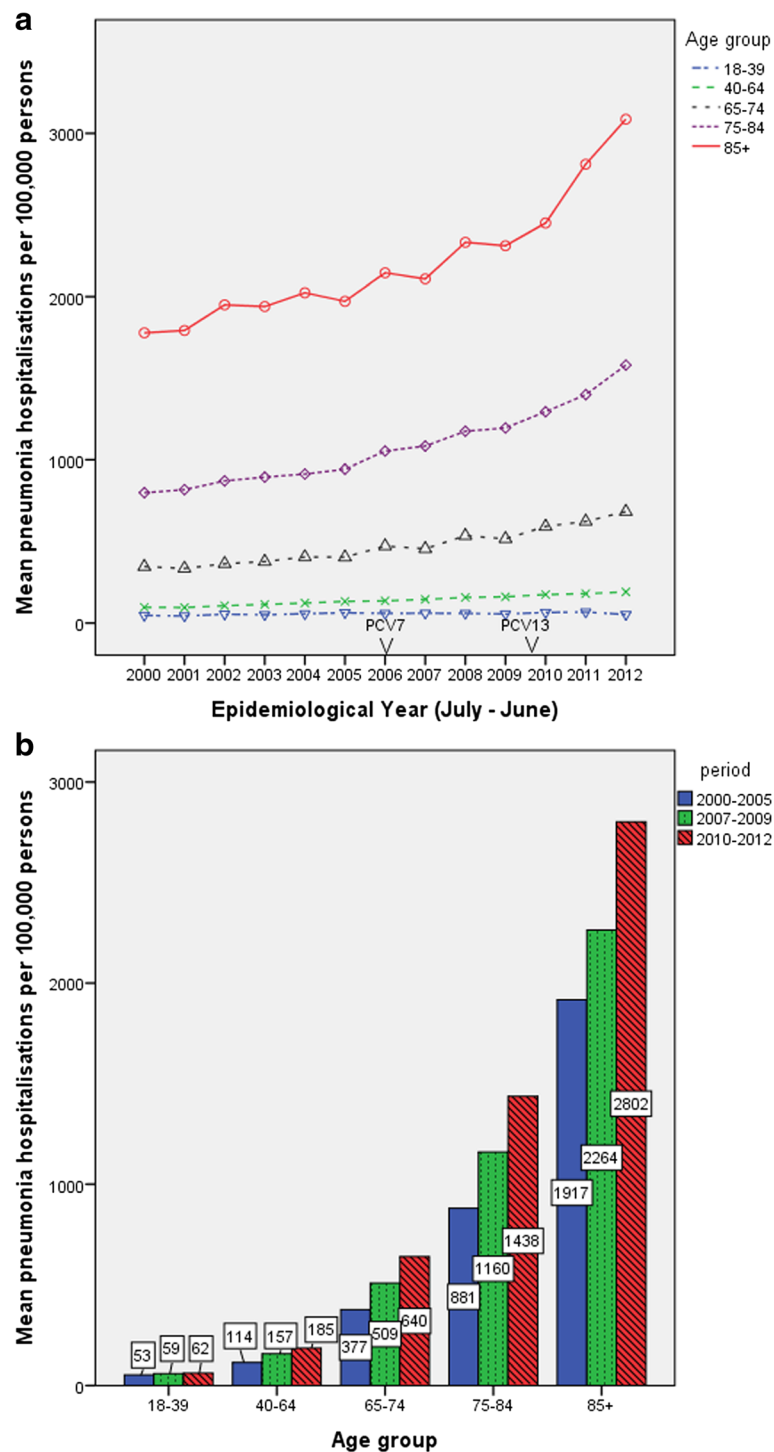 a
Mean pneumonia hospitalisations per 100,000 persons
3000
2000
1000
0
Age group
18-39
40-64
65-74
75-84
85+
PCV7
PCV13
2000 2001 2002 2003 2004 2005 2006 2007 2008 2009 2010 2011 2012
Epidemiological Year (July - June)
b
Mean pneumonia hospitalisations per 100,000 persons
3000
2000
1000
0
period
2000-2005
2007-2009
2010-2012
53 59 62
114 157 185
377 509 640
881 1160 1438
1917 2264 2802
18-39 40-64 65-74 75-84 85+
Age group